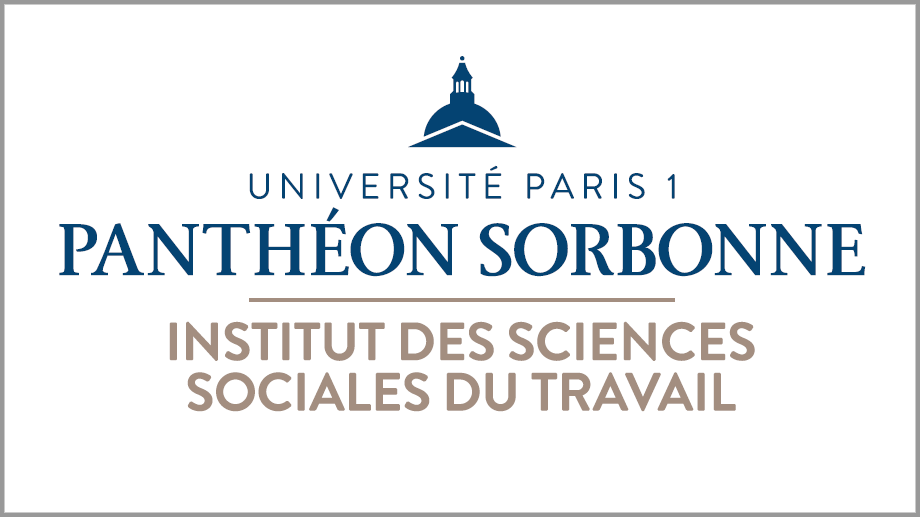 UNIVERSITÉ PARIS 1
PANTHÉON SORBONNE
INSTITUT DES SCIENCES
SOCIALES DU TRAVAIL